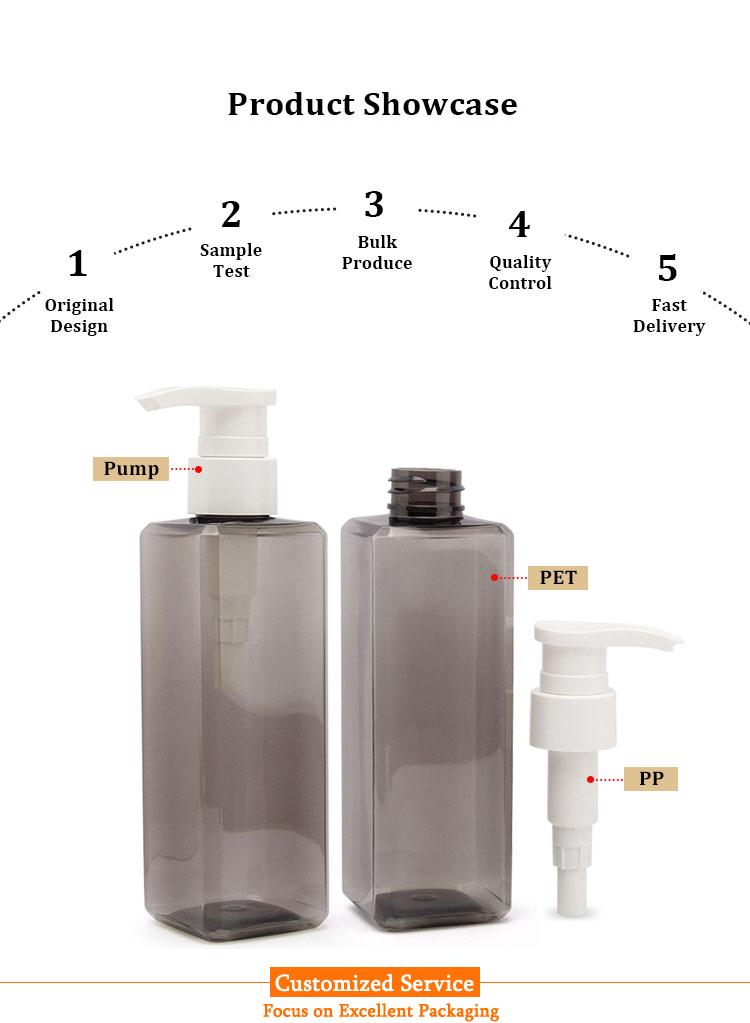 Product Showcase
1
Original
Design
2
Sample
Test
3
Bulk
Produce
4
Quality
Control
5
Fast
Delivery
Pump
PET
PP
Customized Service
Focus on Excellent Packaging